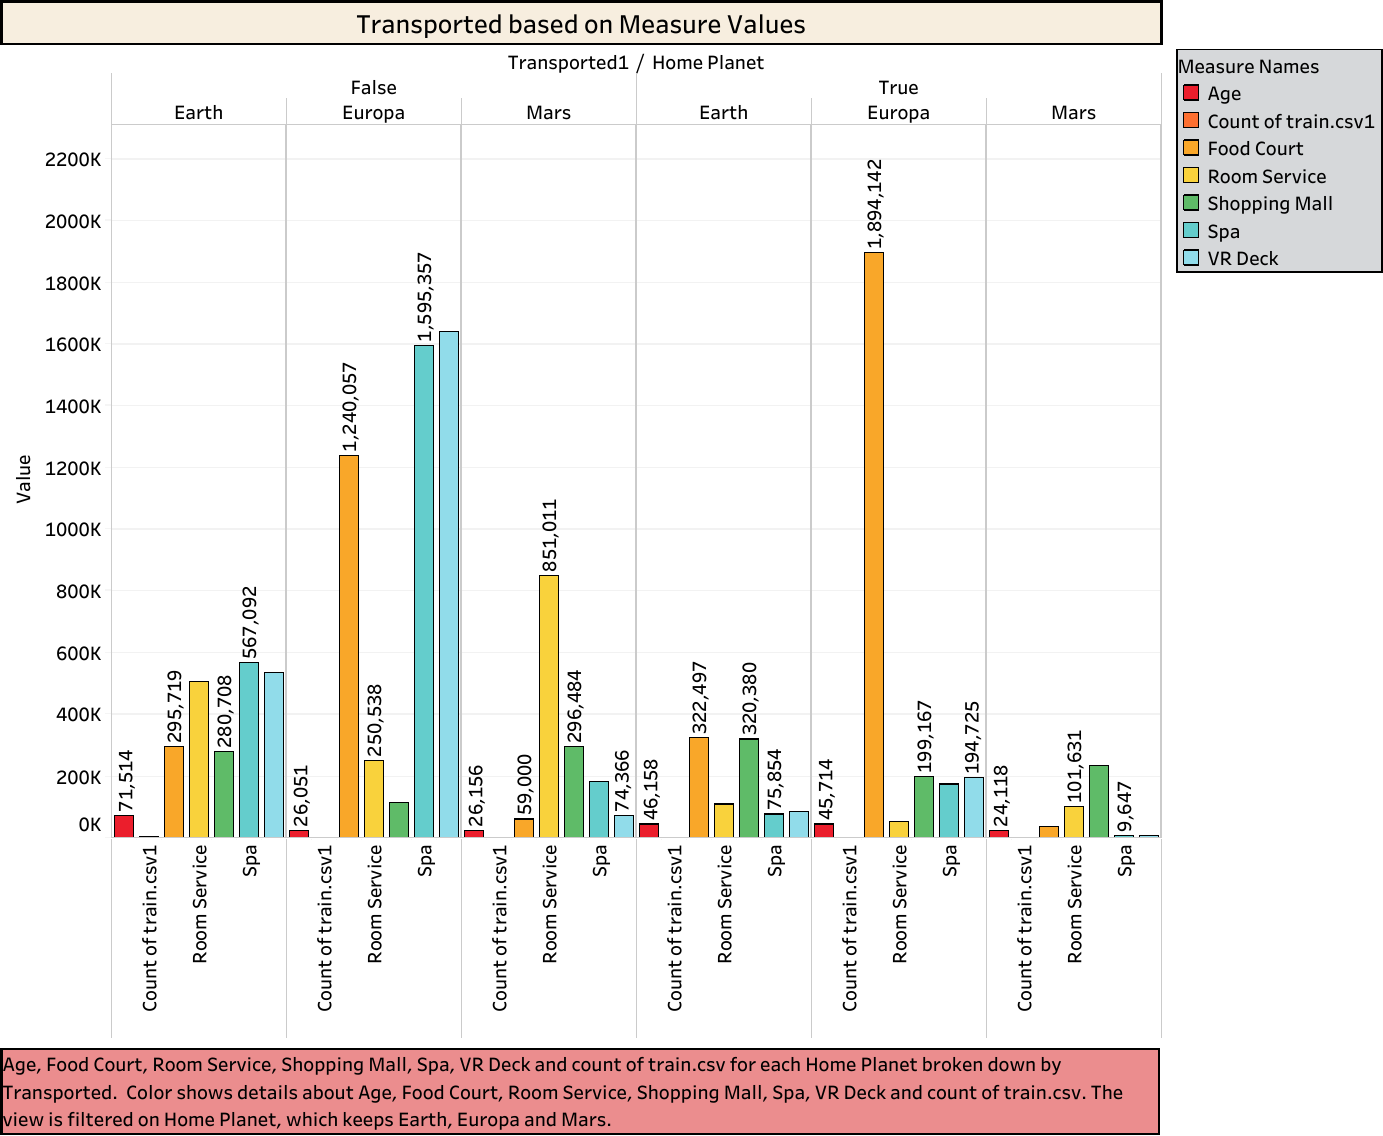 Transported based on Measure Values
Transported1 / Home Planet
False
True
Earth
Europa
Mars
Earth
Europa
Mars
Measure Names
Age
Count of train.csv1
Food Court
Room Service
Shopping Mall
Spa
VR Deck
Value
2200K
2000K
1800K
1600K
1400K
1200K
1000K
800K
600K
400K
200K
0K
71,514
295,719
280,708
567,092
26,051
1,240,057
250,538
1,595,357
26,156
59,000
851,011
296,484
74,366
46,158
322,497
320,380
75,854
45,714
1,894,142
199,167
194,725
24,118
101,631
9,647
Count of train.csv1
Room Service
Spa
Count of train.csv1
Room Service
Spa
Count of train.csv1
Room Service
Spa
Count of train.csv1
Room Service
Spa
Count of train.csv1
Room Service
Spa
Count of train.csv1
Room Service
Spa
Age, Food Court, Room Service, Shopping Mall, Spa, VR Deck and count of train.csv for each Home Planet broken down by
Transported.  Color shows details about Age, Food Court, Room Service, Shopping Mall, Spa, VR Deck and count of train.csv. The
view is filtered on Home Planet, which keeps Earth, Europa and Mars.